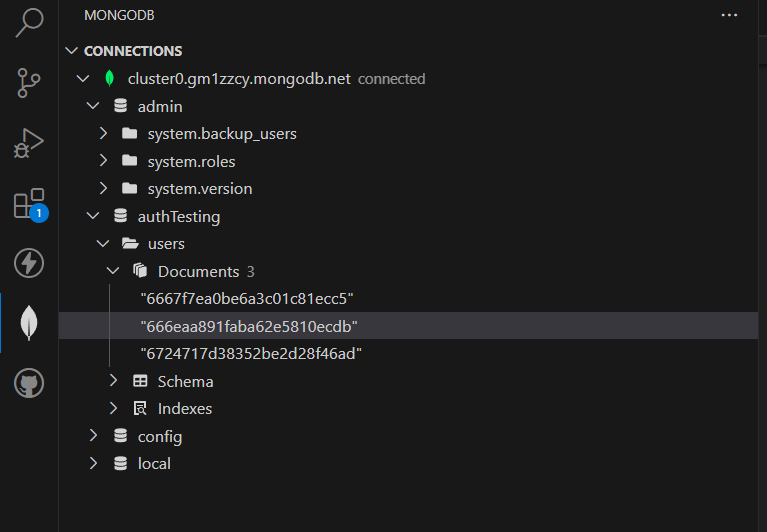 MONGODB
CONNECTIONS
cluster0.gm1zzcy.mongodb.net connected
admin
system.backup_users
system.roles
system.version
authTesting
1
users
Documents 3
"6667f7ea0be6a3c01c81ecc5"
"666eaa891faba62e5810ecdb"
"6724717d38352be2d28f46ad"
Schema
Indexes
config
local